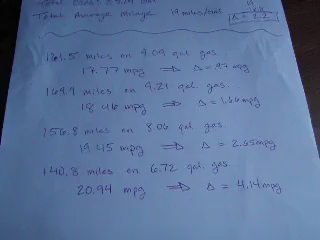 Total Average Mileage 19 miles/
Δ = 2.2
161.5 miles on 9.09 gal gas
17.77 mpg ⇒ Δ = .97 mpg
169.9 miles on 9.21 gal gas.
18.46 mpg ⇒ Δ = 1.66 mpg
156.8 miles on 8.06 gal gas
19.45 mpg ⇒ Δ = 2.65 mpg
140.8 miles on 6.72 gal. gas
20.94 mpg ⇒ Δ = 4.14 mpg